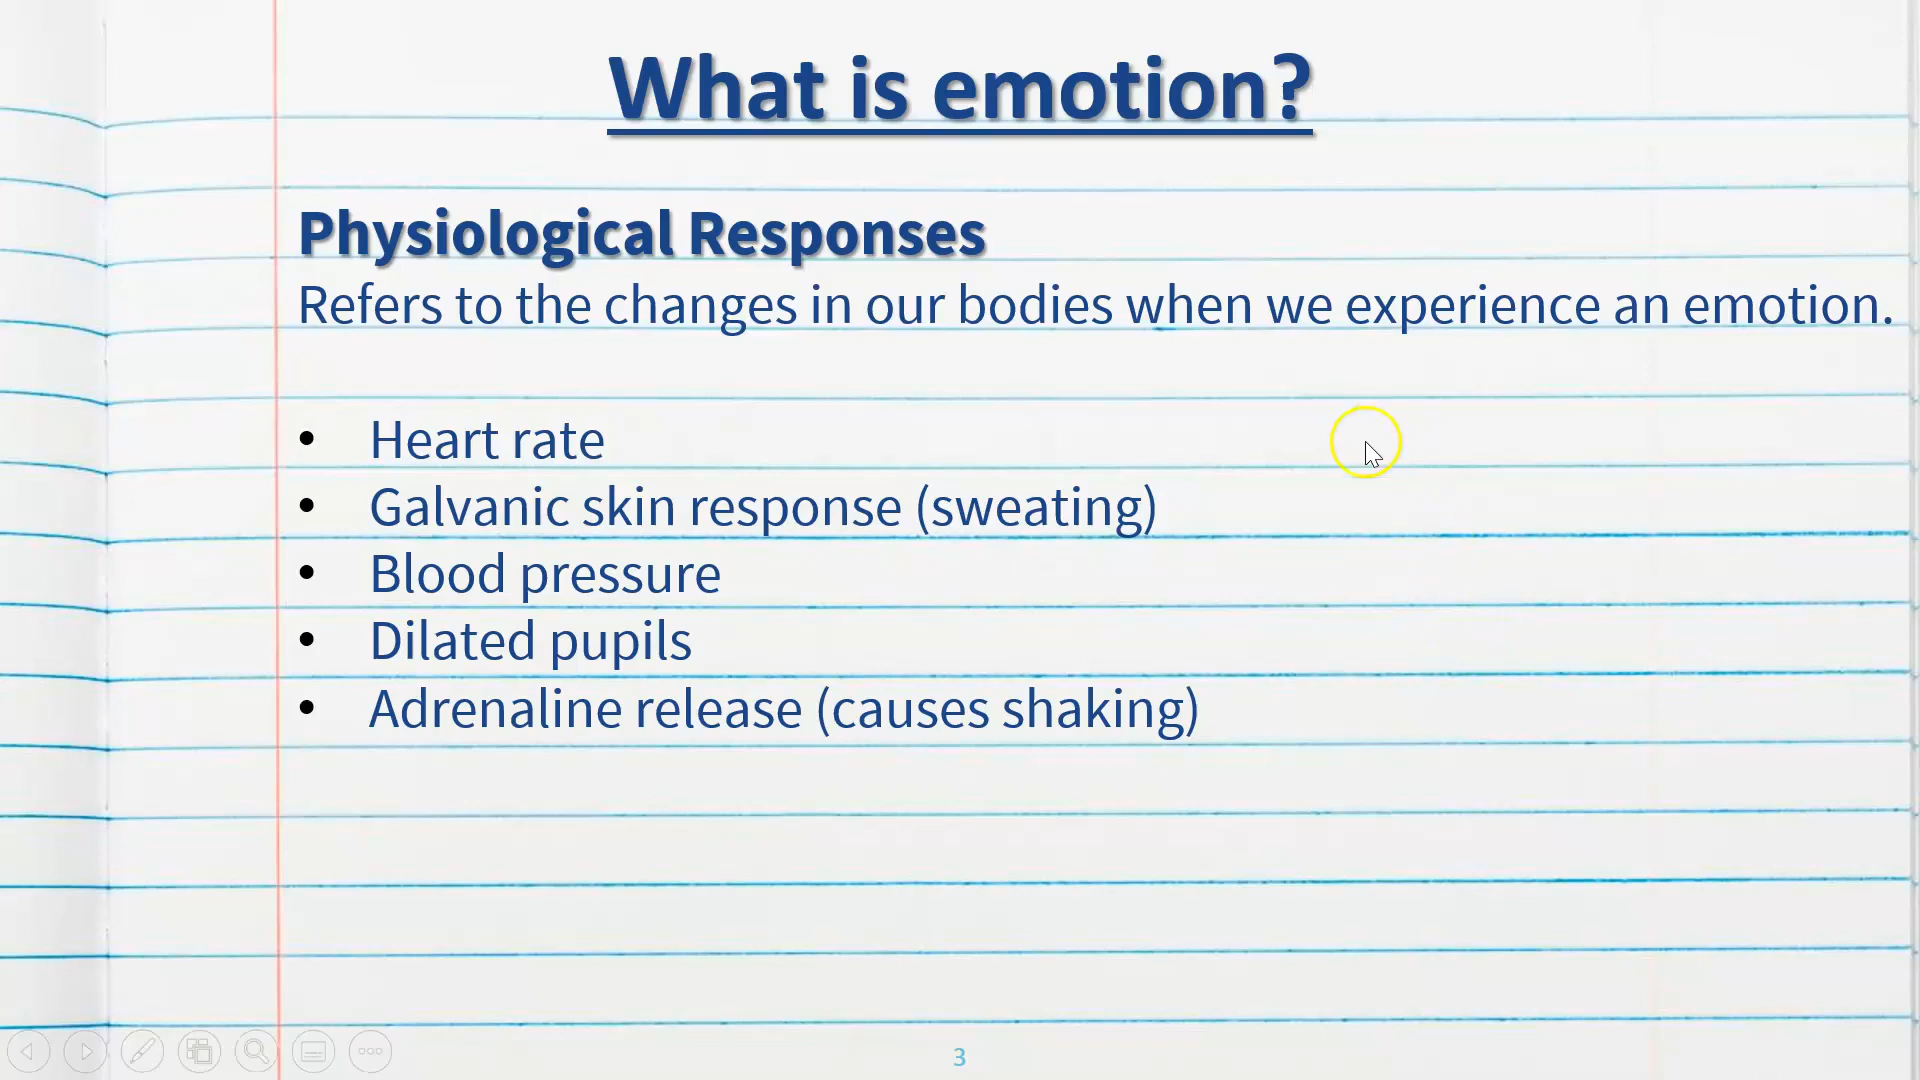 What is emotion?
Physiological Responses
Refers to the changes in our bodies when we experience an emotion.
• Heart rate
• Galvanic skin response (sweating)
• Blood pressure
• Dilated pupils
• Adrenaline release (causes shaking)
3